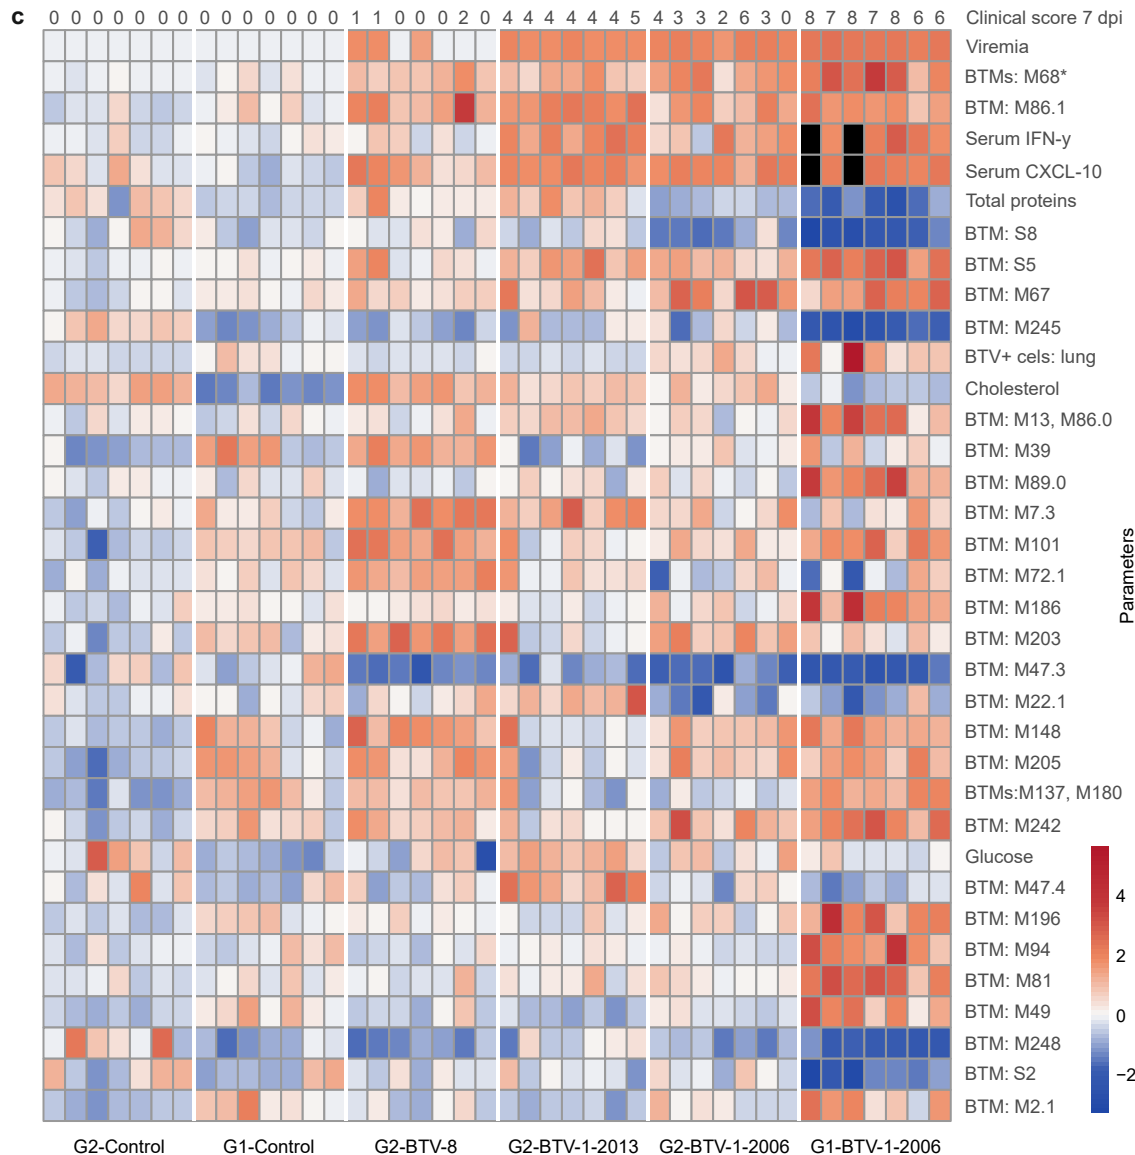 c 0 0 0 0 0 0 0 0 0 0 0 0 0 0 1 1 0 0 0 2 0 4 4 4 4 4 4 5 4 3 3 2 6 3 0 8 7 8 7 8 6 6 Clinical score 7 dpi
Viremia
BTMs: M68*
BTM: M86.1
Serum IFN-y
Serum CXCL-10
Total proteins
BTM: S8
BTM: S5
BTM: M67
BTM: M245
BTV+ cels: lung
Cholesterol
BTM: M13, M86.0
BTM: M39
BTM: M89.0
BTM: M7.3
BTM: M101
BTM: M72.1
BTM: M186
BTM: M203
BTM: M47.3
BTM: M22.1
BTM: M148
BTM: M205
BTMs:M137, M180
BTM: M242
Glucose
BTM: M47.4
BTM: M196
BTM: M94
BTM: M81
BTM: M49
BTM: M248
BTM: S2
BTM: M2.1
Parameters
4
2
0
−2
G2-Control G1-Control G2-BTV-8 G2-BTV-1-2013 G2-BTV-1-2006 G1-BTV-1-2006